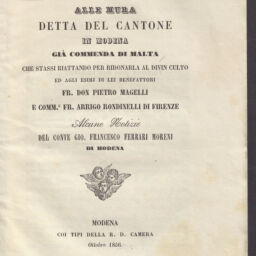 ALLE MURA
DETTA DEL CANTONE
IN MODENA
GIÀ COMMENDA DI MALTA
CHE STASSI RIATTANDO PER RIDONARLA AL DIVIN CULTO
ED AGLI ESIMI DI LEI BENEFATTORI
FR. DON PIETRO MAGELLI
E COMM.e FR. ARRIGO RONDINELLI DI FIRENZE
Alcune Notizie
DEL CONTE GIO. FRANCESCO FERRARI MORENI
DI MODENA
MODENA
COI TIPI DELLA R. D. CAMERA
Ottobre 1856.